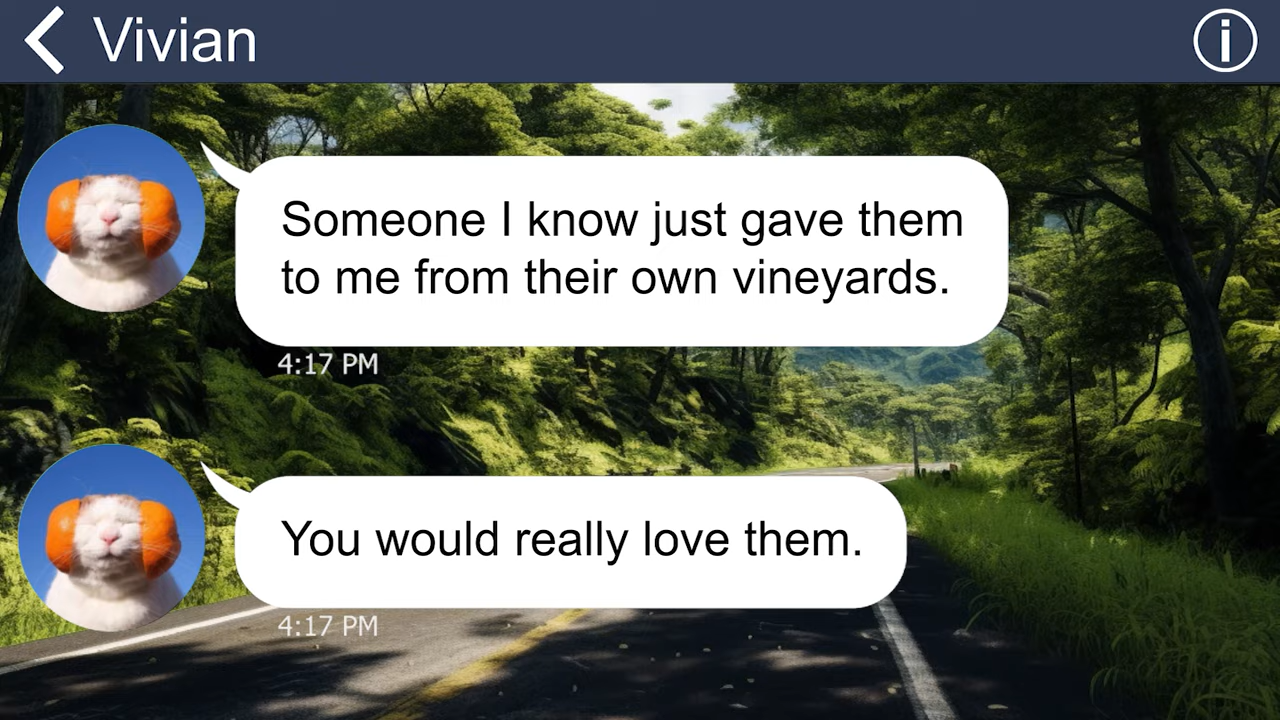 Vivian
Someone I know just gave them
to me from their own vineyards.
4:17 PM
You would really love them.
4:17 PM